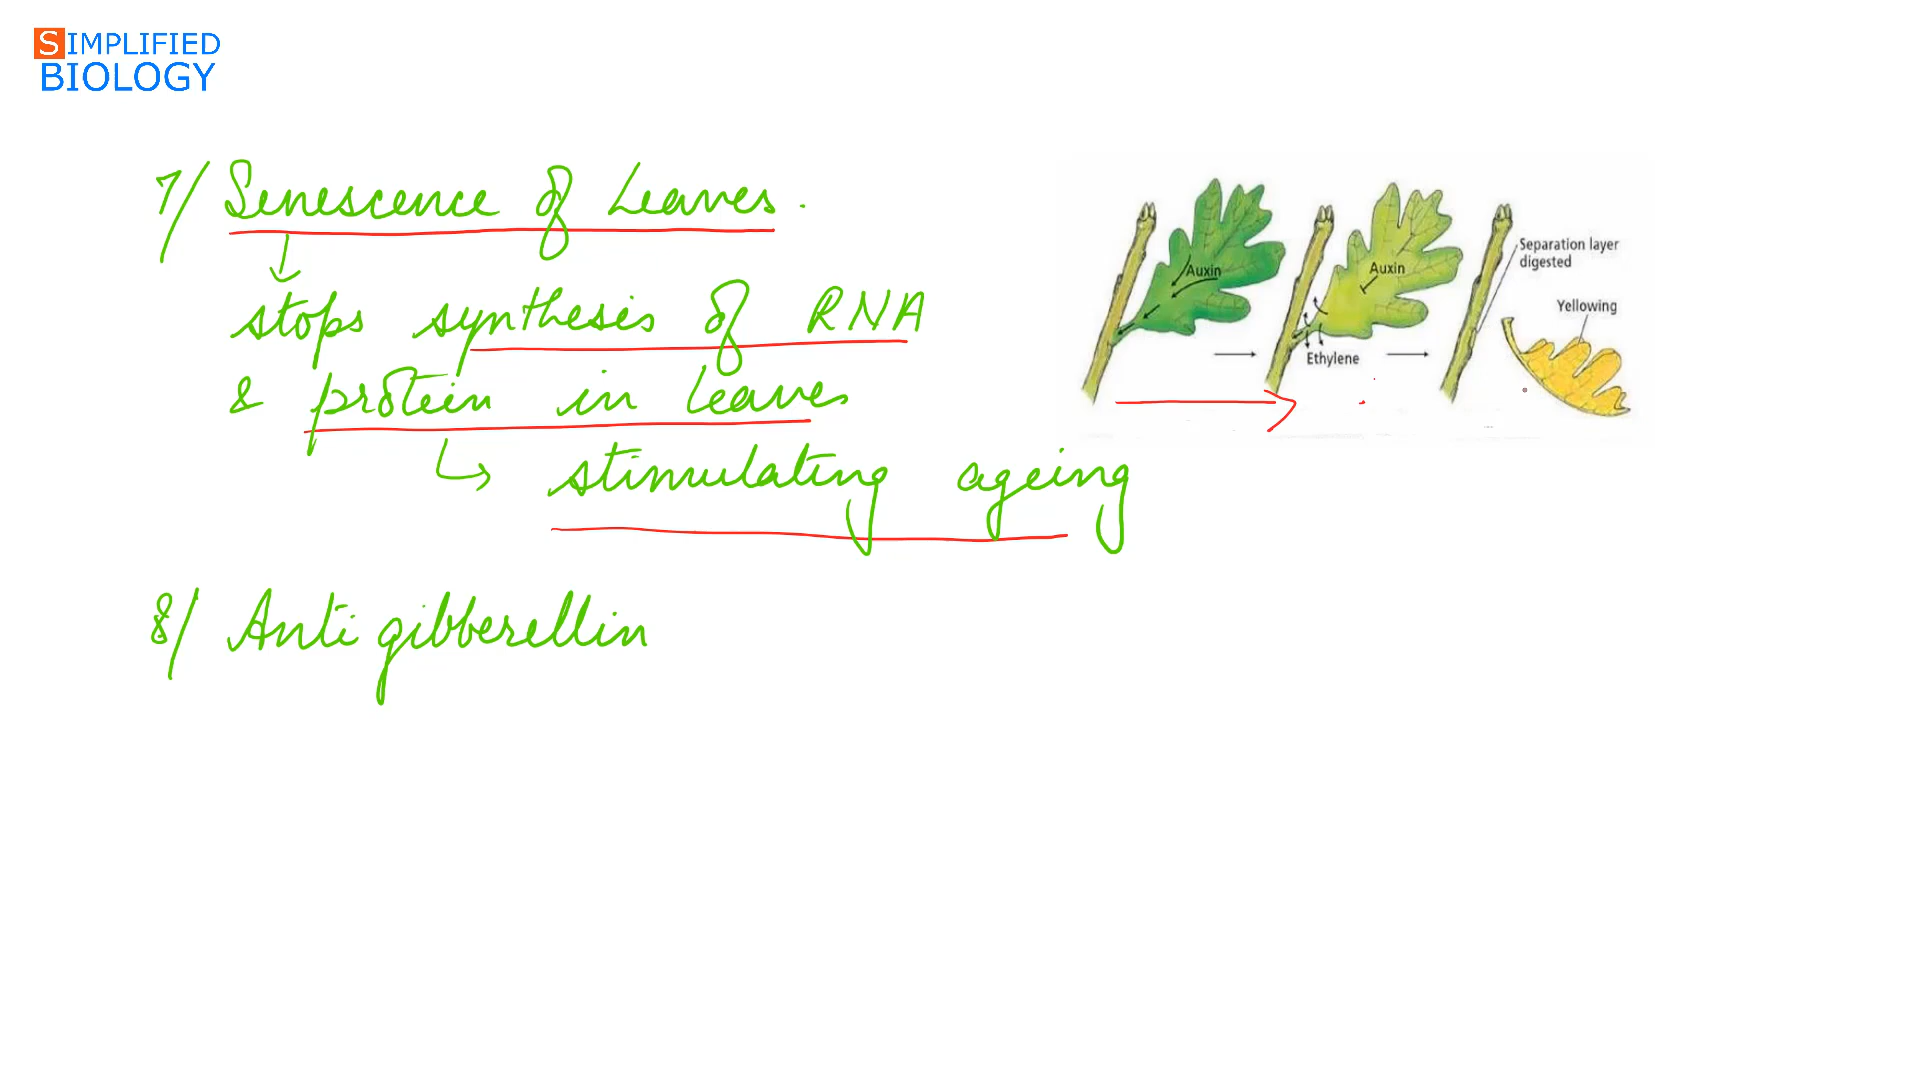 SIMPLIFIED
BIOLOGY
7/ Senescence of Leaves.
stops synthesis of RNA
& protein in leaves
stimulating ageing
8/ Anti gibberellin
Auxin
Auxin
Ethylene
Separation layer
digested
Yellowing